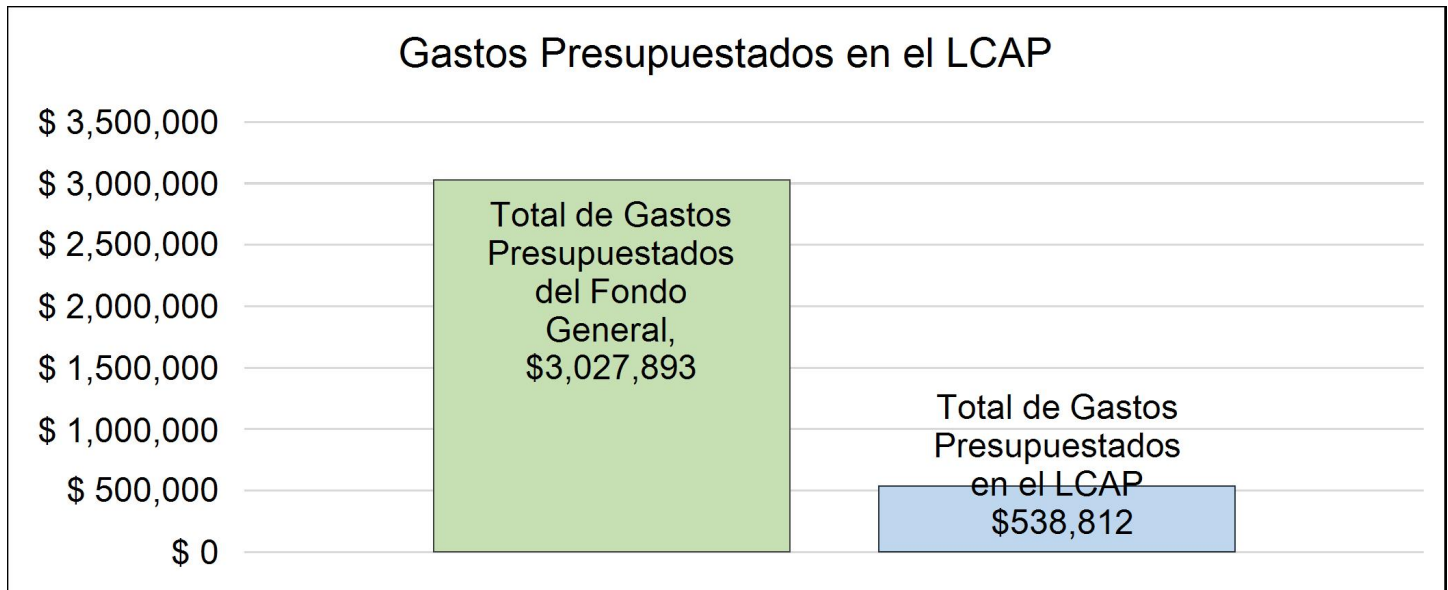 Gastos Presupuestados en el LCAP
$ 3,500,000
$ 3,000,000
$ 2,500,000
$ 2,000,000
$ 1,500,000
$ 1,000,000
$ 500,000
$ 0
Total de Gastos
Presupuestados
del Fondo
General,
$3,027,893
Total de Gastos
Presupuestados
en el LCAP
$538,812